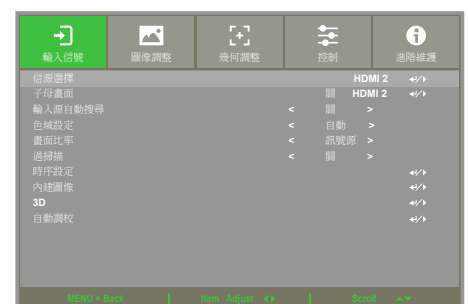 輸入信號 圖像調整 幾何調整 控制 進階維護
信源選擇 HDMI 2
子母畫面 關 HDMI 2
輸入源自動搜尋 < 關 >
色域設定 < 自動 >
畫面比率 < 訊號源 >
過掃描 < 關 >
時序設定
內建圖像
3D
自動調校
MENU = Back Item Adjust Scroll